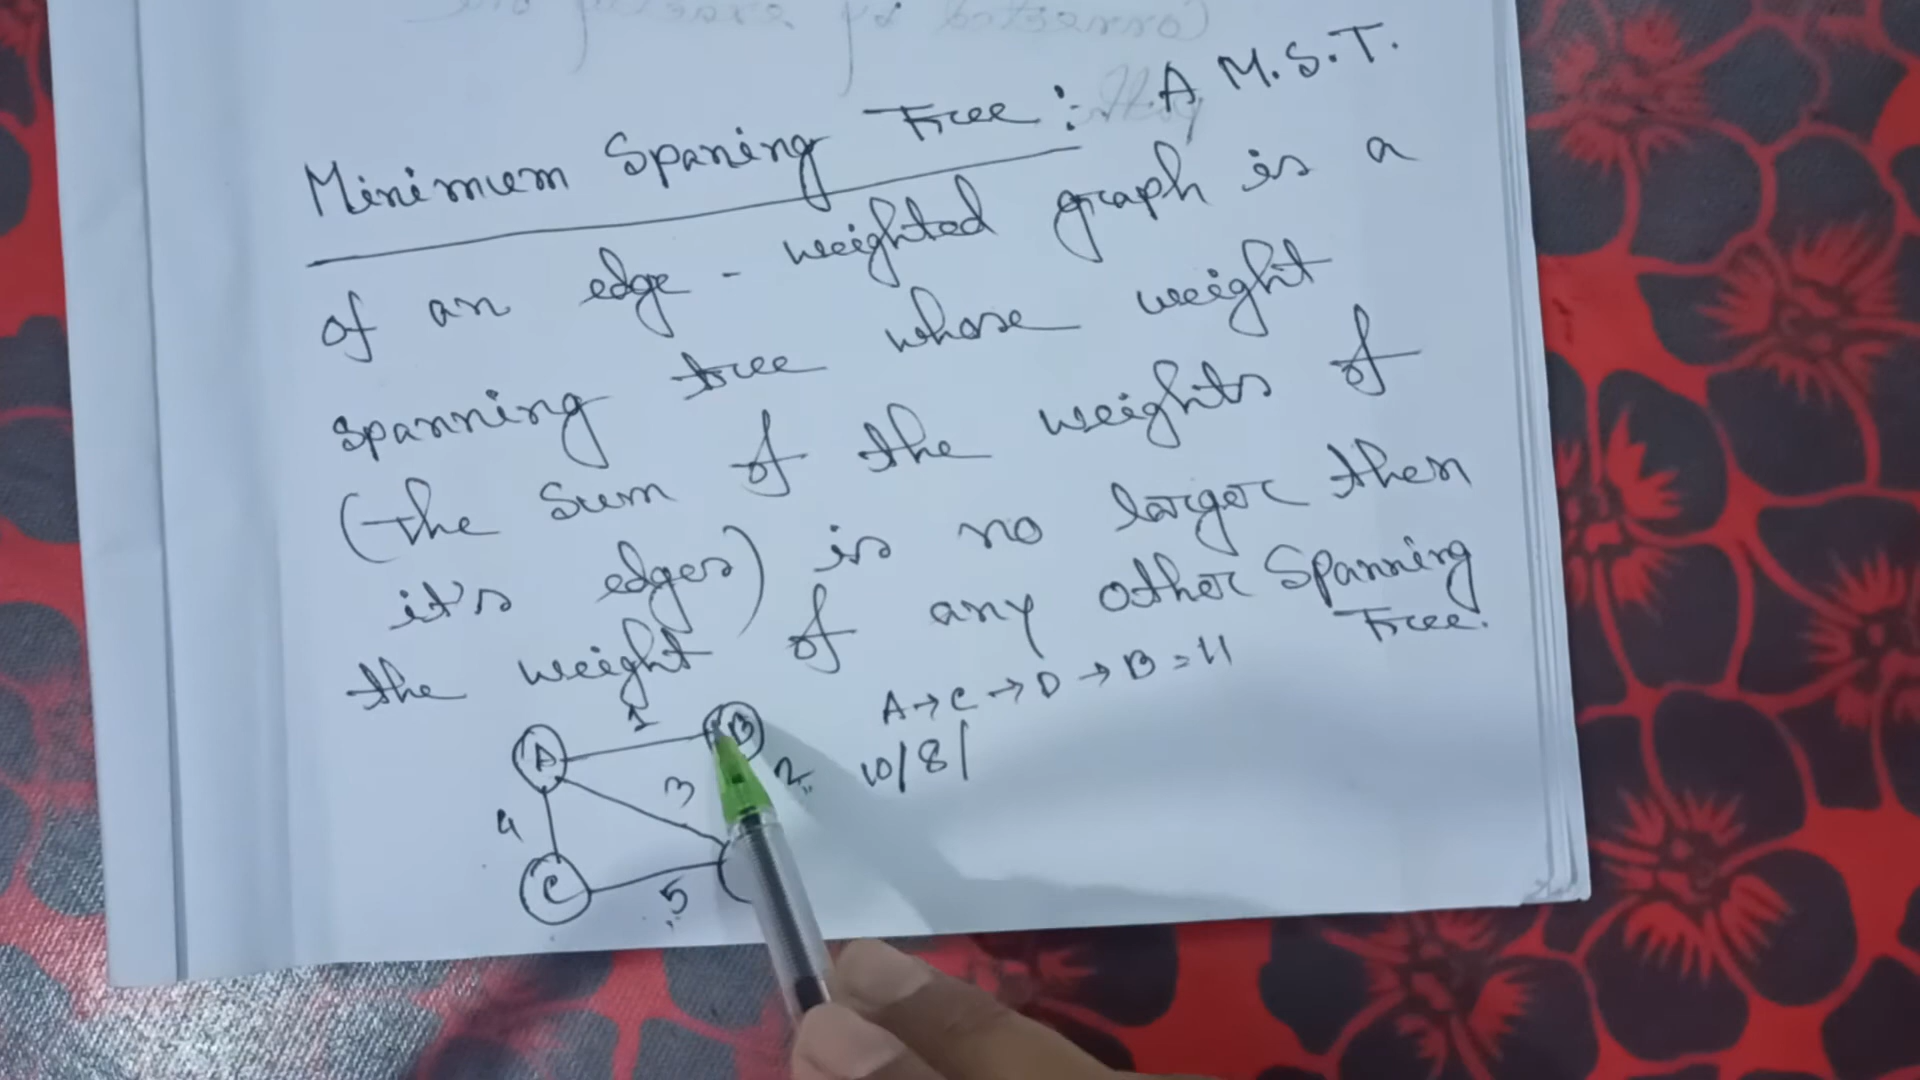 Minimum Spaning Tree : A M.S.T.
of an edge - weighted graph is a
spanning tree whose weight
(the sum of the weights of
it's edges) is no larger then
the weight of any other Spanning
Tree.
A→C→D→B = 11
10/8/
A 1 B
3 2
4
C 5